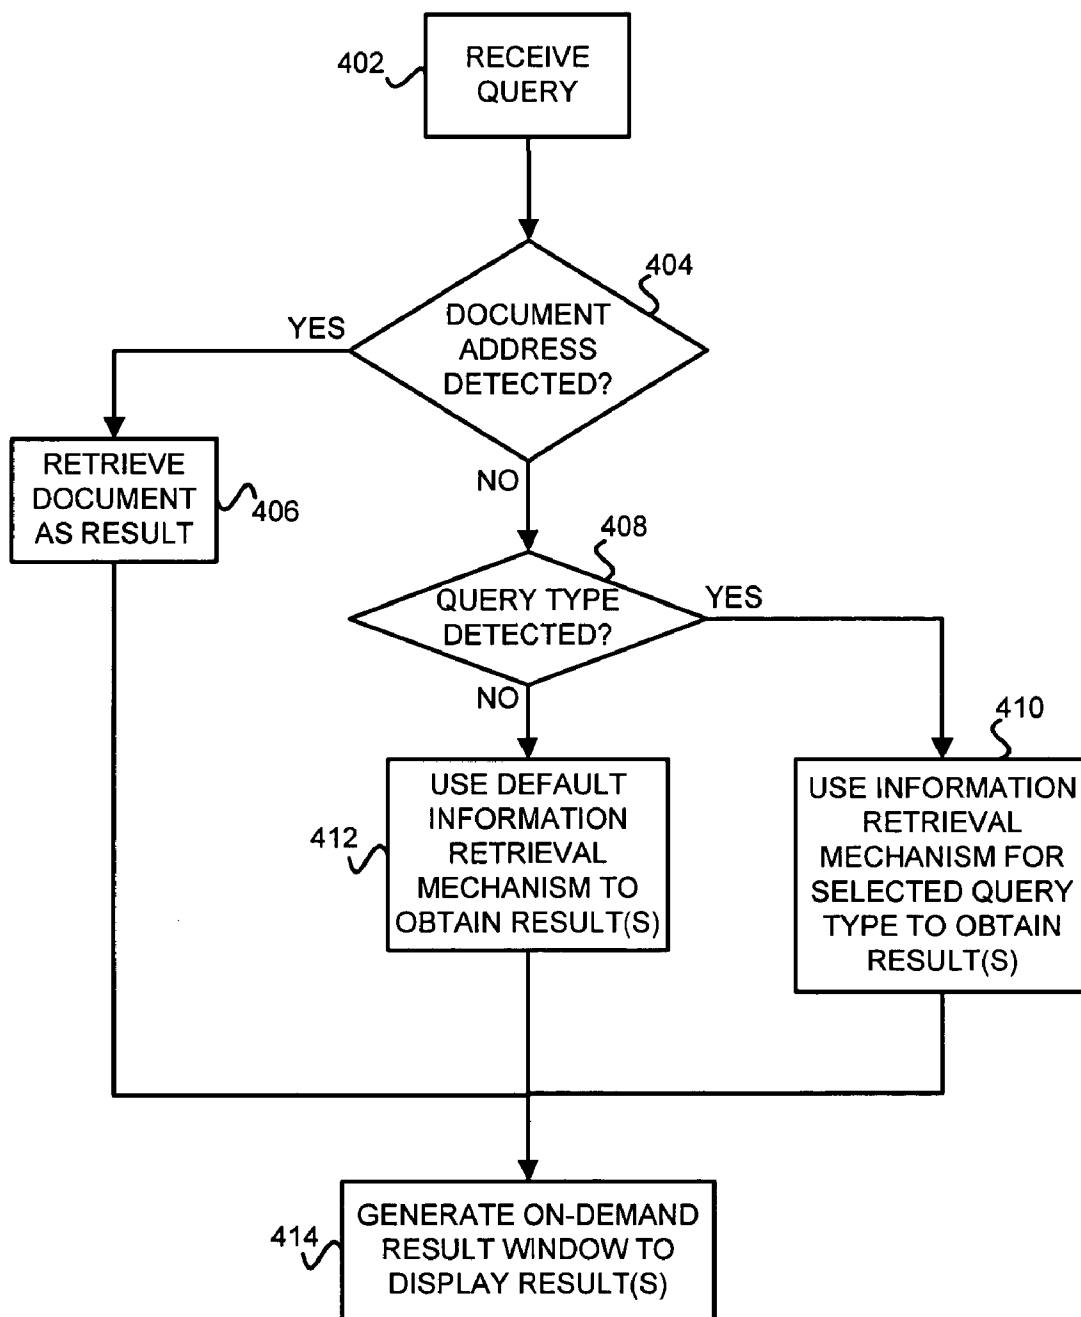 402
RECEIVE
QUERY
404
YES
DOCUMENT
ADDRESS
DETECTED?
RETRIEVE
DOCUMENT
AS RESULT
406
NO
408
QUERY TYPE
DETECTED?
YES
NO
410
412
USE DEFAULT
INFORMATION
RETRIEVAL
MECHANISM TO
OBTAIN RESULT(S)
USE INFORMATION
RETRIEVAL
MECHANISM FOR
SELECTED QUERY
TYPE TO OBTAIN
RESULT(S)
414
GENERATE ON-DEMAND
RESULT WINDOW TO
DISPLAY RESULT(S)